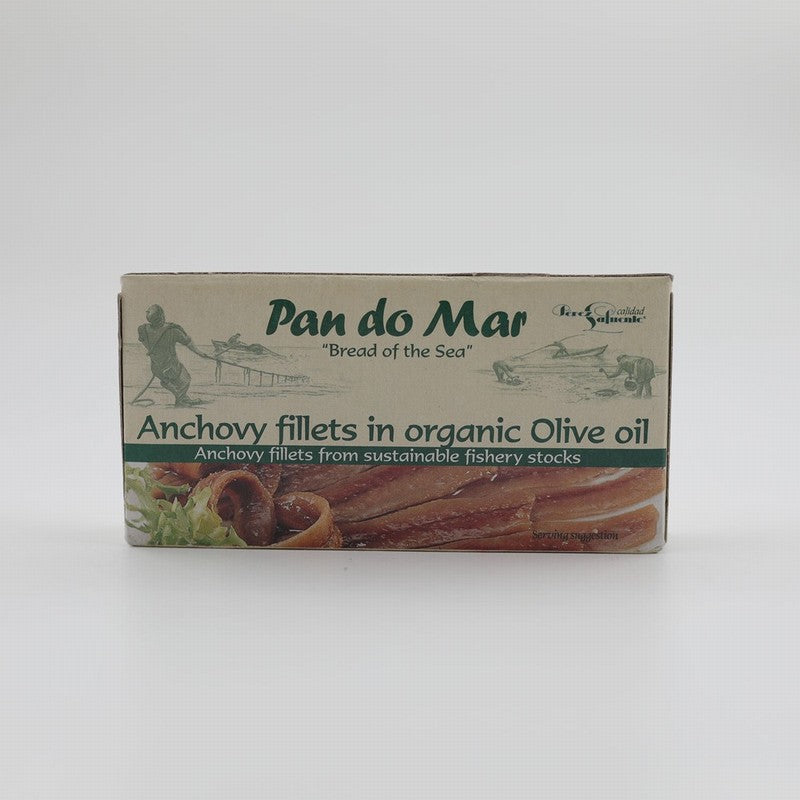 Pan do Mar
"Bread of the Sea"
calidad
Anchovy fillets in organic Olive oil
Anchovy fillets from sustainable fishery stocks
Serving suggestion